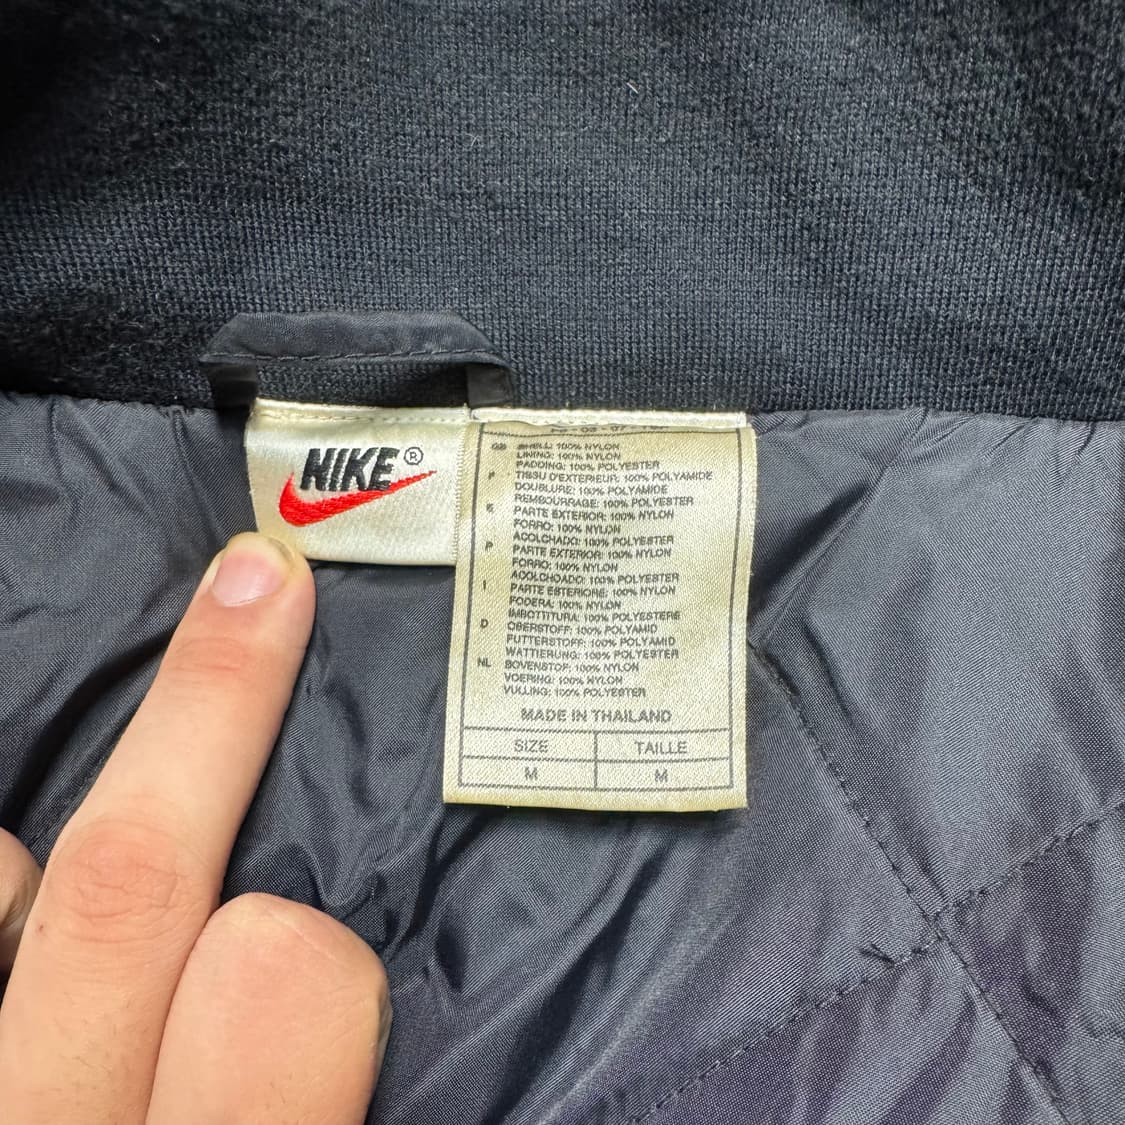 NIKE®
GB SHELL: 100% NYLON
LINING: 100% NYLON
PADDING: 100% POLYESTER
F TISSU D'EXTERIEUR: 100% POLYAMIDE
DOUBLURE: 100% POLYAMIDE
REMBOURRAGE: 100% POLYESTER
E PARTE EXTERIOR: 100% NYLON
FORRO: 100% NYLON
ACOLCHADO: 100% POLYESTER
P PARTE EXTERIOR: 100% NYLON
FORRO: 100% NYLON
ACOLCHOADO: 100% POLYESTER
I PARTE ESTERIORE: 100% NYLON
FODERA: 100% NYLON
IMBOTTITURA: 100% POLYESTERE
D OBERSTOFF: 100% POLYAMID
FUTTERSTOFF: 100% POLYAMID
WATTIERUNG: 100% POLYESTER
NL BOVENSTOF: 100% NYLON
VOERING: 100% NYLON
VULLING: 100% POLYESTER
MADE IN THAILAND
SIZE TAILLE
M M